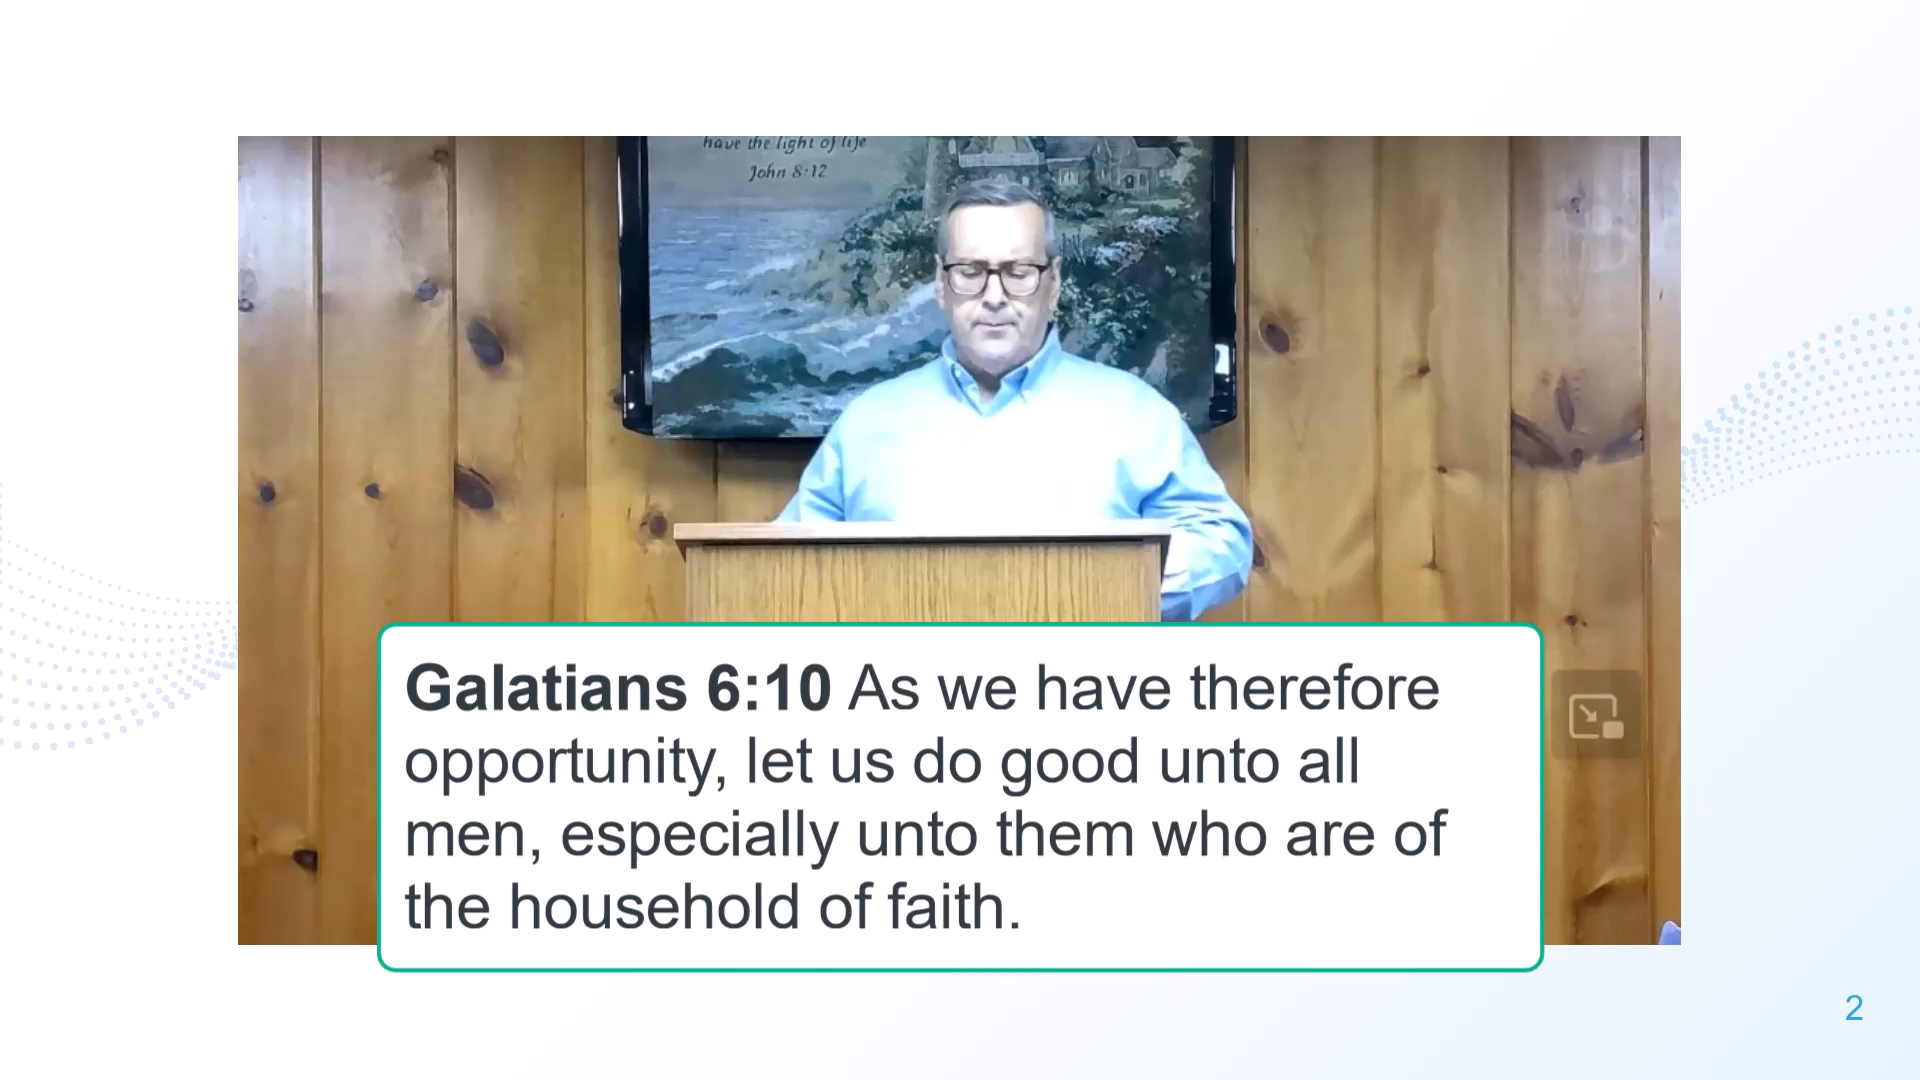 have the light of life
John 8:12
Galatians 6:10 As we have therefore
opportunity, let us do good unto all
men, especially unto them who are of
the household of faith.
2